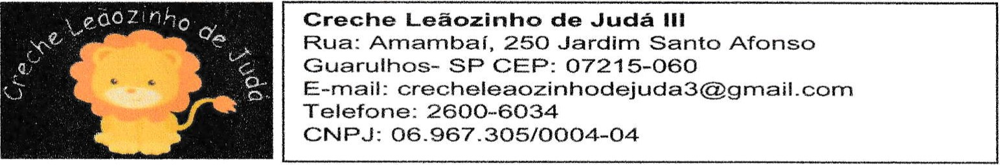 Creche Leãozinho de Judá
Creche Leãozinho de Judá III
Rua: Amambaí, 250 Jardim Santo Afonso
Guarulhos- SP CEP: 07215-060
E-mail: crecheleaozinhodejuda3@gmail.com
Telefone: 2600-6034
CNPJ: 06.967.305/0004-04